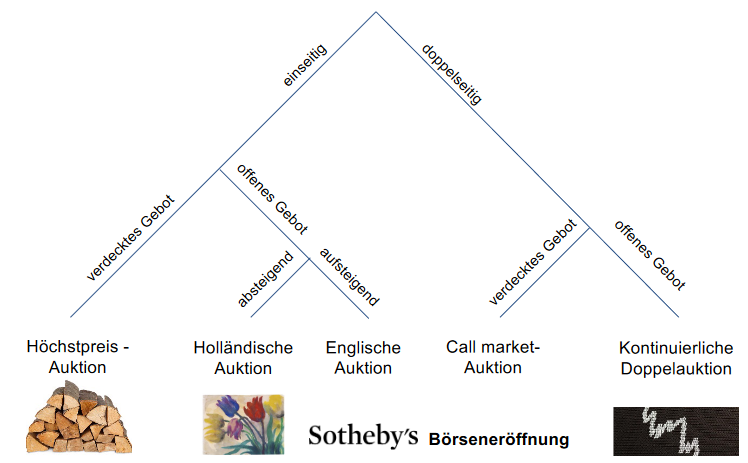 einseitig
doppelseitig
verdecktes Gebot
offenes Gebot
absteigend
aufsteigend
verdecktes Gebot
offenes Gebot
Höchstpreis -
Auktion
Holländische
Auktion
Englische
Auktion
Call market-
Auktion
Kontinuierliche
Doppelauktion
Sotheby's
Börseneröffnung